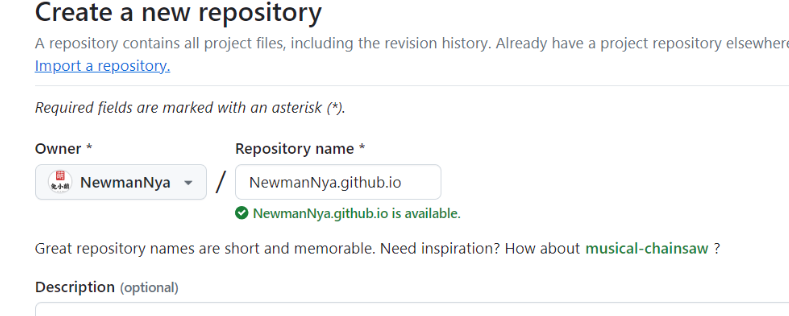 Create a new repository
A repository contains all project files, including the revision history. Already have a project repository elsewhere
Import a repository.
Required fields are marked with an asterisk (*).
Owner * Repository name *
NewmanNya / NewmanNya.github.io
NewmanNya.github.io is available.
Great repository names are short and memorable. Need inspiration? How about musical-chainsaw ?
Description (optional)